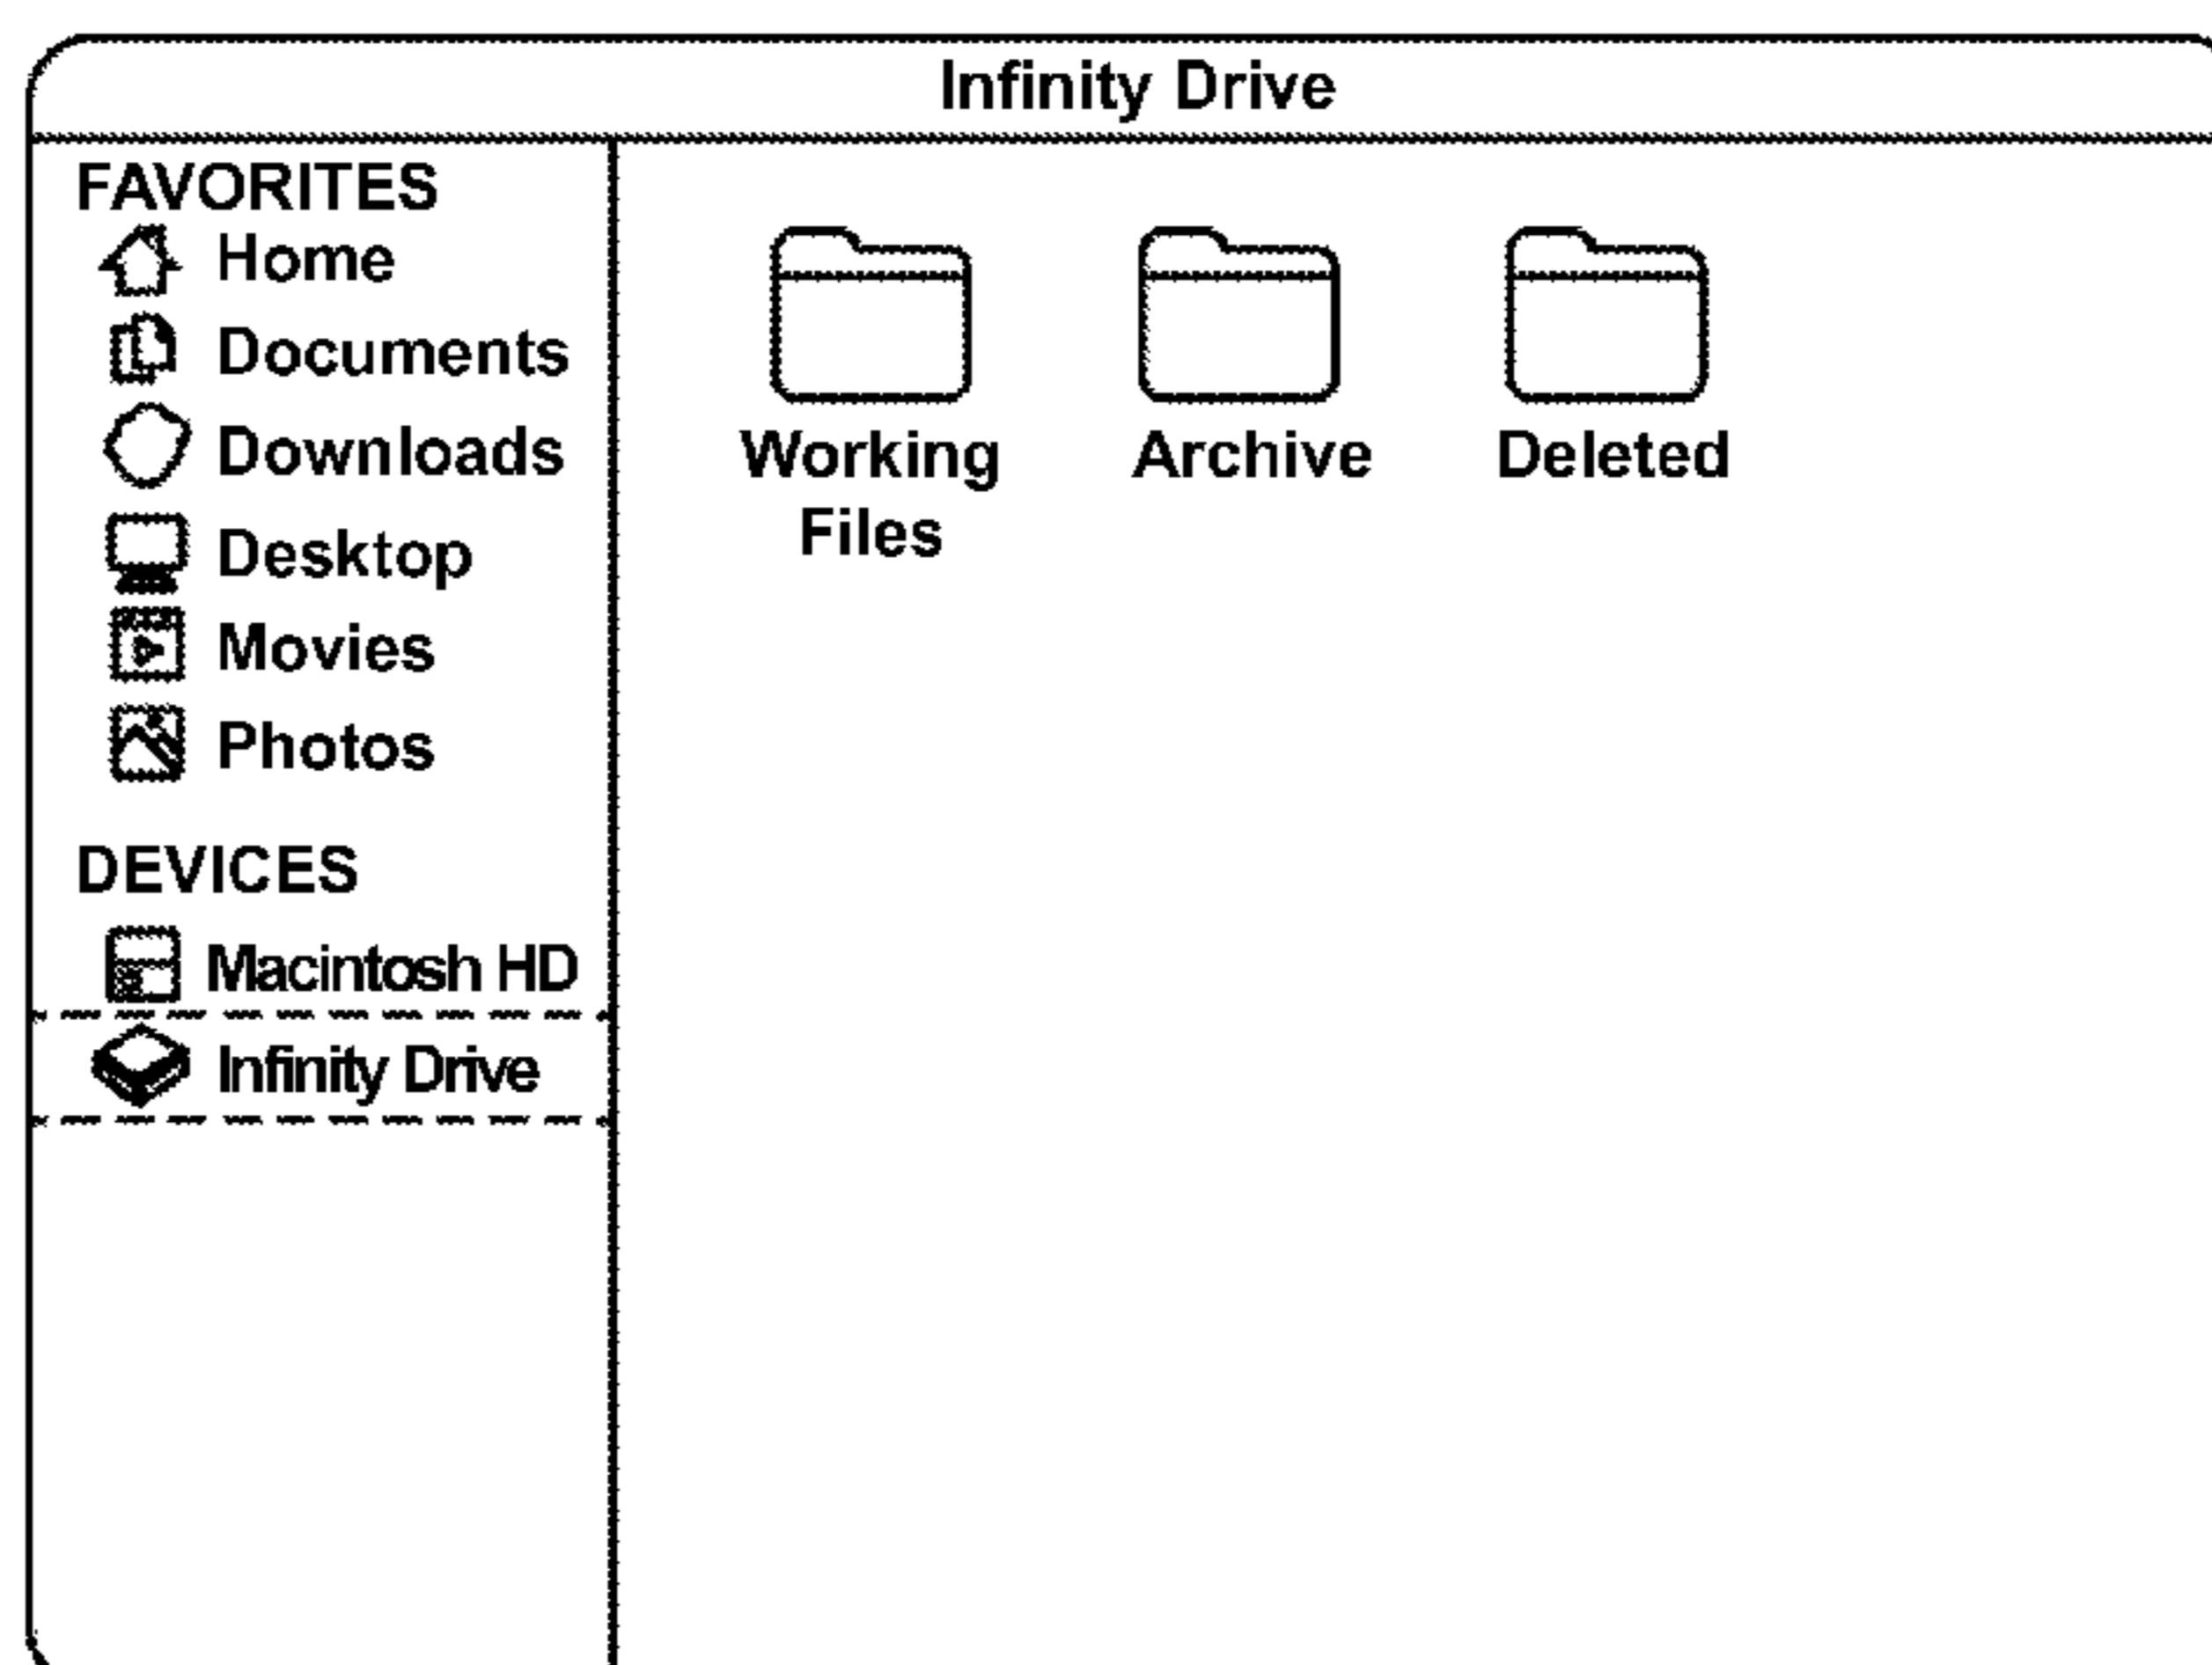 Infinity Drive
FAVORITES
Home
Documents
Downloads
Desktop
Movies
Photos
DEVICES
Macintosh HD
Infinity Drive
Working
Files
Archive
Deleted